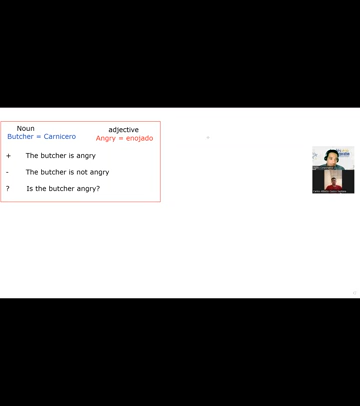 Noun
adjective
Butcher = Carnicero
Angry = enojado
+ The butcher is angry
- The butcher is not angry
? Is the butcher angry?